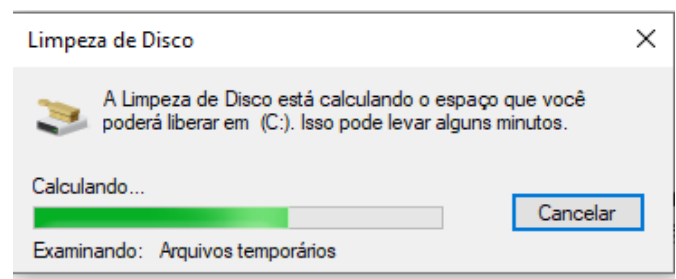 Limpeza de Disco
A Limpeza de Disco está calculando o espaço que você
poderá liberar em (C:). Isso pode levar alguns minutos.
Calculando...
Cancelar
Examinando: Arquivos temporários